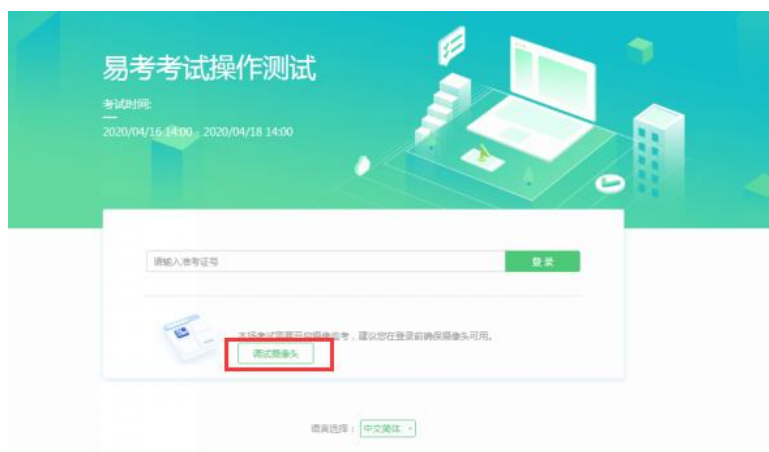 易考考试操作测试
考试时间:
2020/04/16 14:00 - 2020/04/18 14:00
请输入准考证号
登录
本场考试需要开启摄像监考，建议您在登录前确保摄像头可用。
调试摄像头
语言选择：中文简体